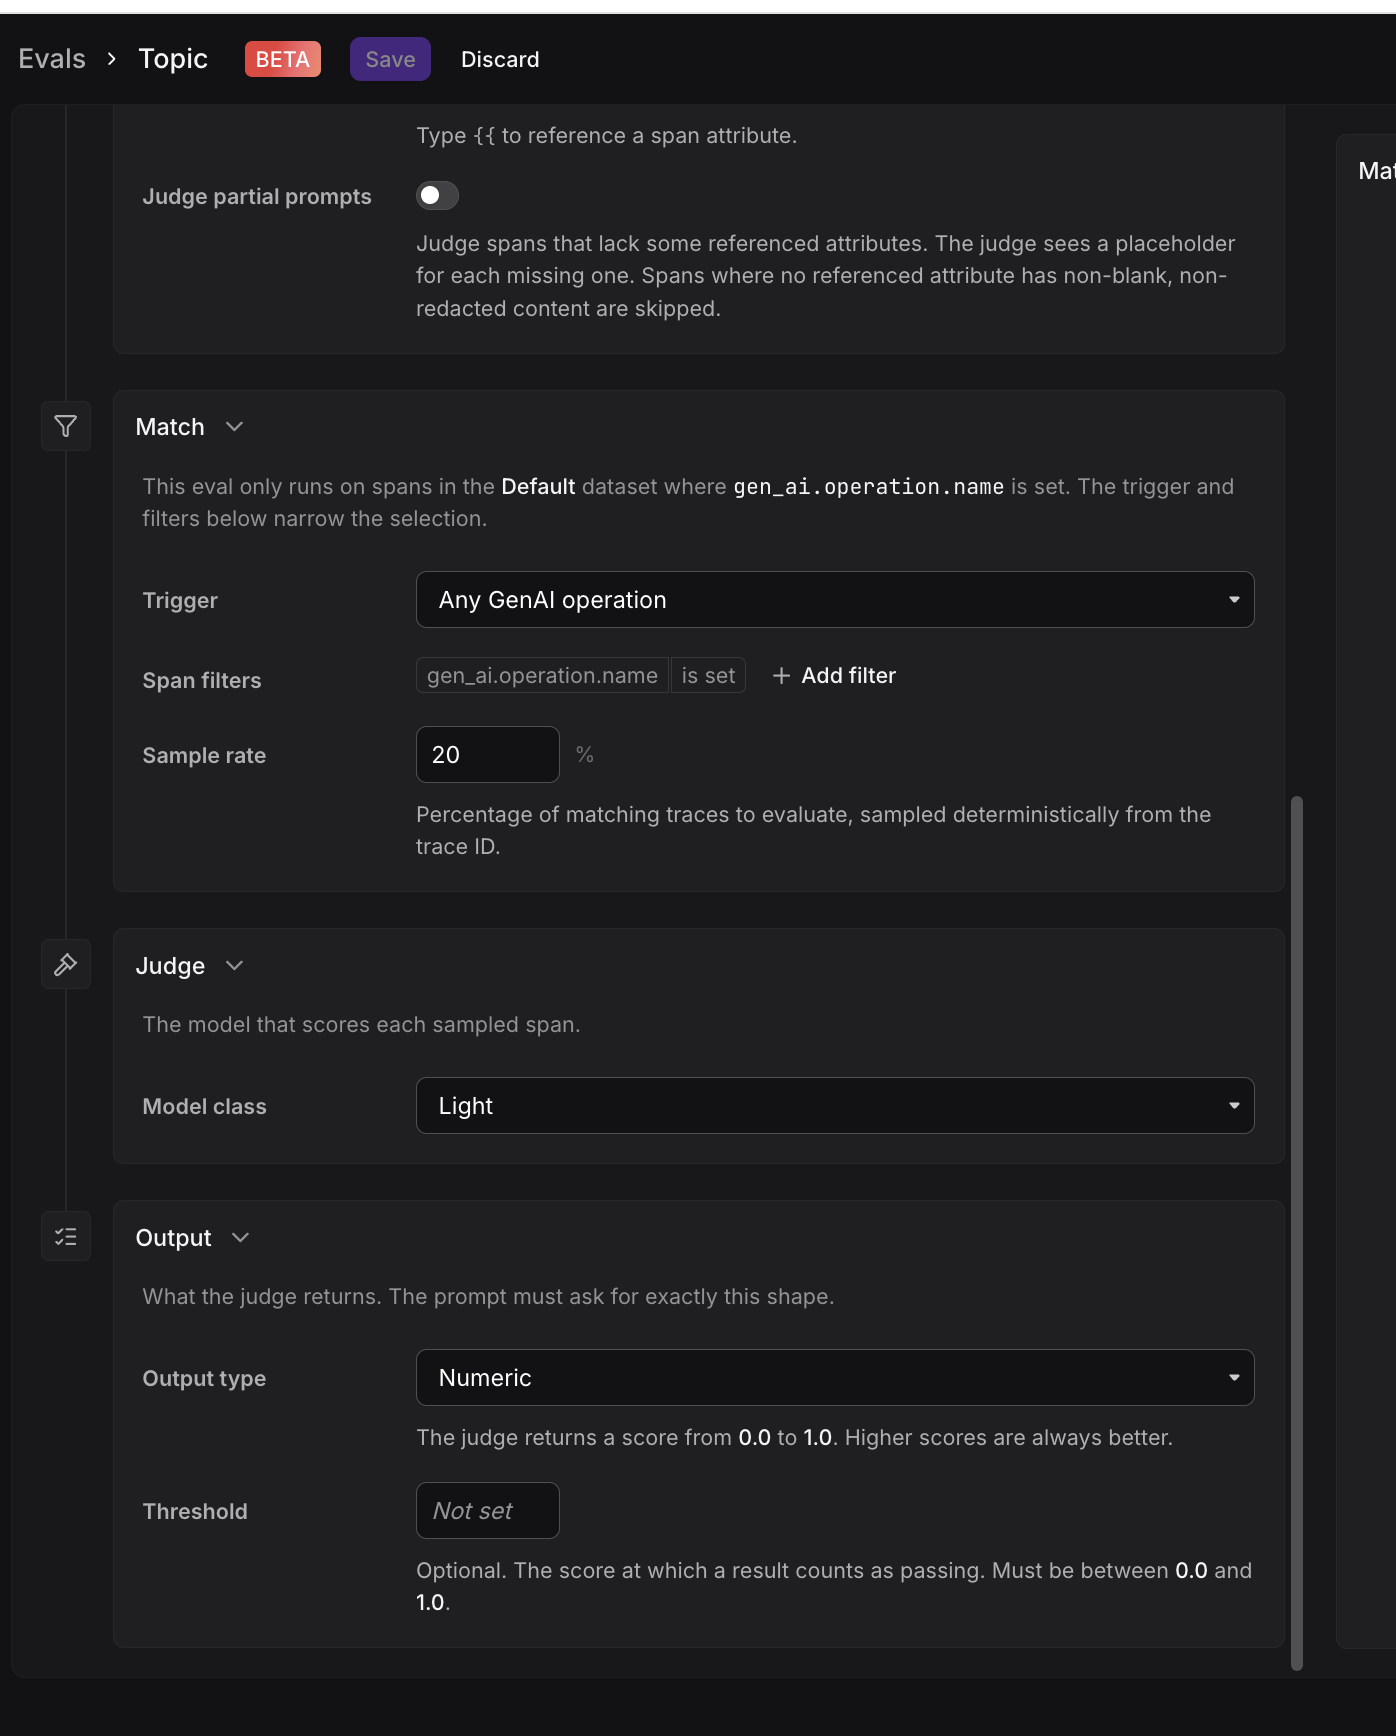 Evals > Topic BETA Save Discard
Type {{ to reference a span attribute.
Judge partial prompts
Judge spans that lack some referenced attributes. The judge sees a placeholder
for each missing one. Spans where no referenced attribute has non-blank, non-
redacted content are skipped.
Mat
Match
This eval only runs on spans in the Default dataset where gen_ai.operation.name is set. The trigger and
filters below narrow the selection.
Trigger
Any GenAI operation
Span filters
gen_ai.operation.name is set + Add filter
Sample rate
20 %
Percentage of matching traces to evaluate, sampled deterministically from the
trace ID.
Judge
The model that scores each sampled span.
Model class
Light
Output
What the judge returns. The prompt must ask for exactly this shape.
Output type
Numeric
The judge returns a score from 0.0 to 1.0. Higher scores are always better.
Threshold
Not set
Optional. The score at which a result counts as passing. Must be between 0.0 and
1.0.